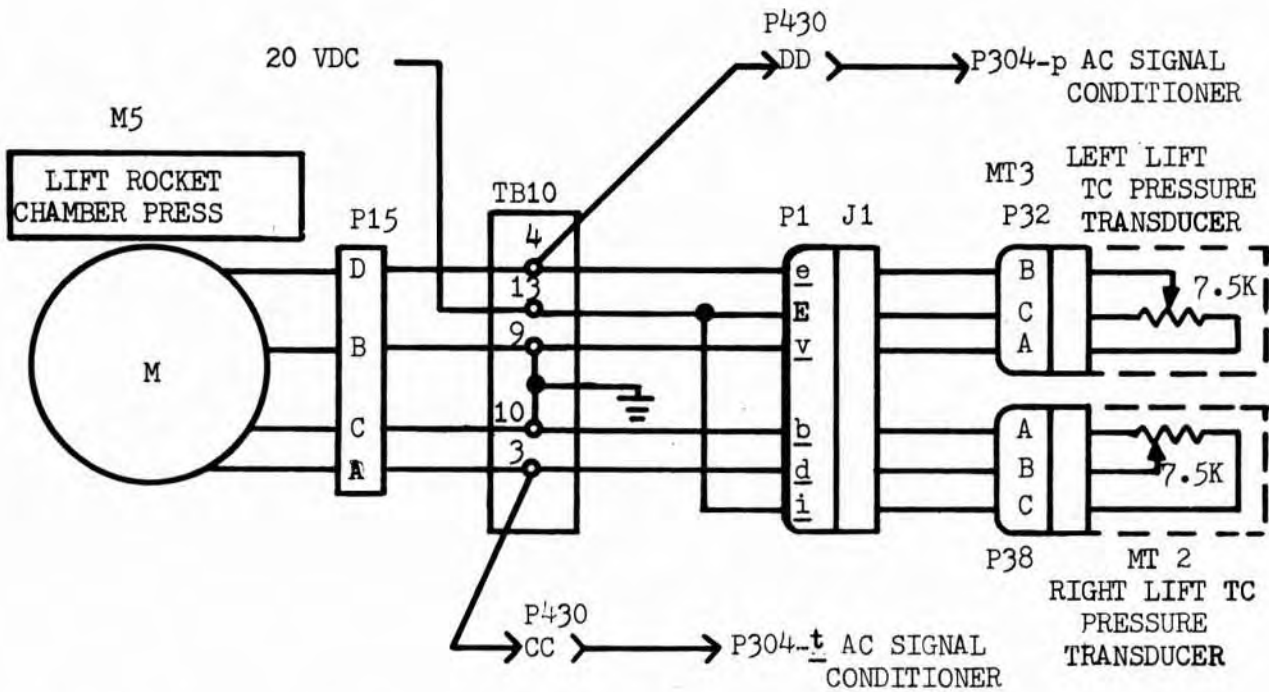 P430
20 VDC
DD
P304-p AC SIGNAL
CONDITIONER
M5
LIFT ROCKET
CHAMBER PRESS
LEFT LIFT
TC PRESSURE
TRANSDUCER
MT3
TB10
P15
P1
J1
P32
4
D
e
B
7.5K
13
E
C
9
B
v
A
M
10
C
b
A
3
A
d
B
7.5K
i
C
P38
MT 2
RIGHT LIFT TC
PRESSURE
TRANSDUCER
P430
CC
P304-t AC SIGNAL
CONDITIONER